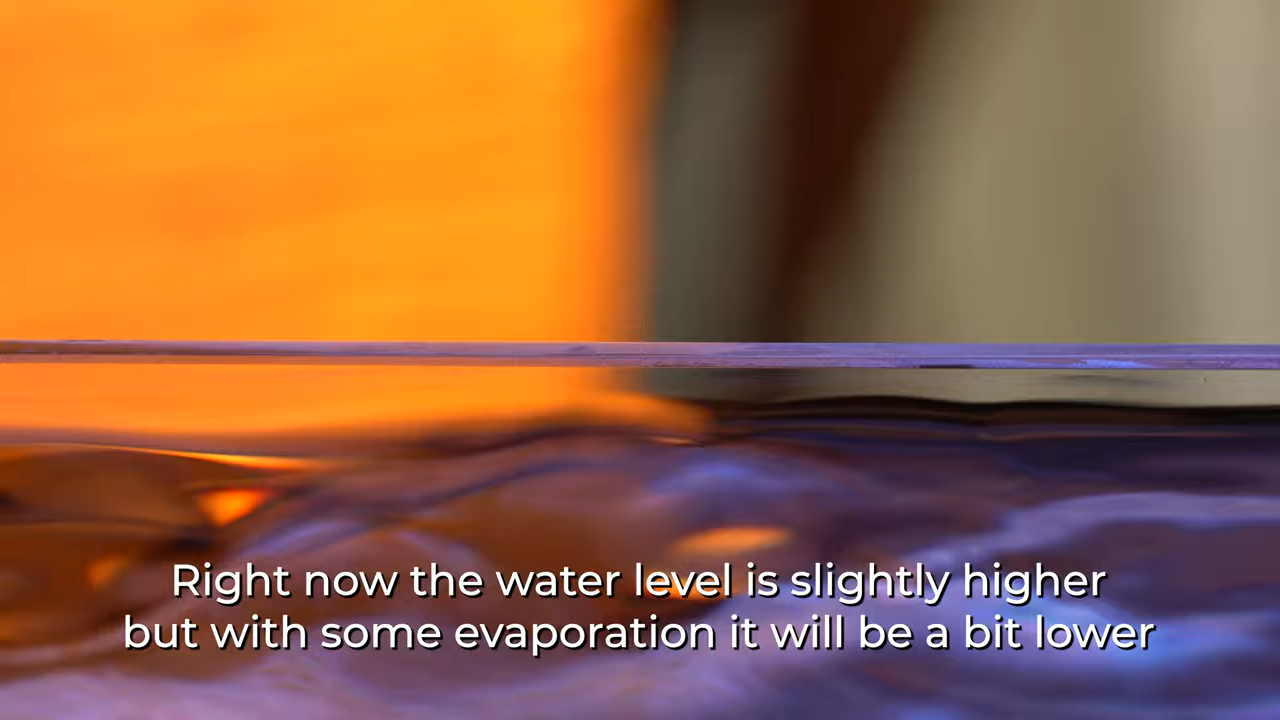 Right now the water level is slightly higher
but with some evaporation it will be a bit lower